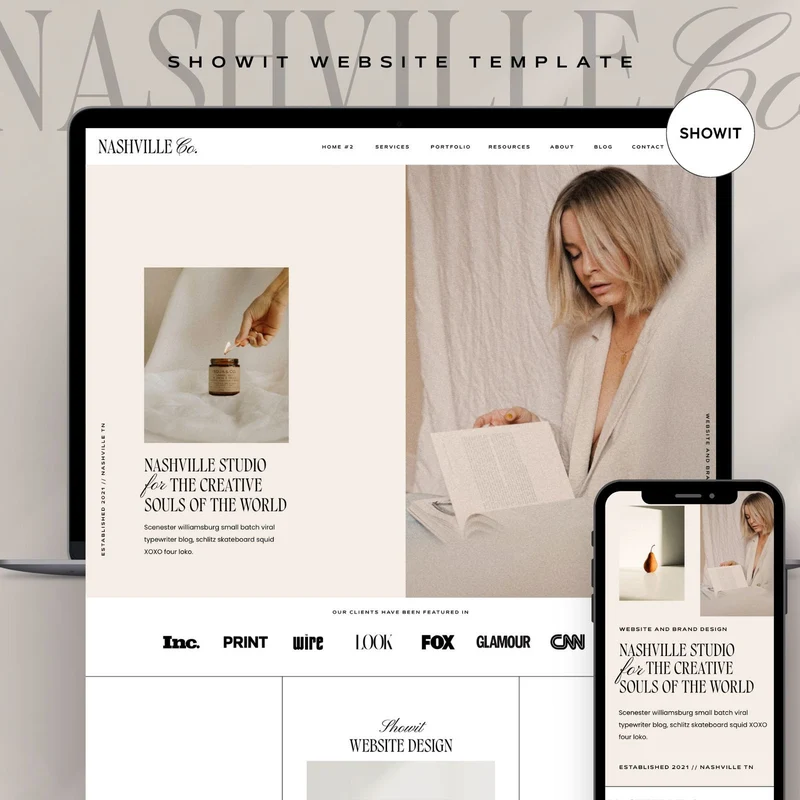 NASHVILLE Co
SHOWIT WEBSITE TEMPLATE
SHOWIT
NASHVILLE Co.
HOME #2 SERVICES PORTFOLIO RESOURCES ABOUT BLOG CONTACT
ESTABLISHED 2021 // NASHVILLE TN
NASHVILLE STUDIO
for THE CREATIVE
SOULS OF THE WORLD
Scenester williamsburg small batch viral
typewriter blog, schlitz skateboard squid
XOXO four loko.
WEBSITE AND BRA
OUR CLIENTS HAVE BEEN FEATURED IN
Inc. PRINT wire LOOK FOX GLAMOUR CNN
Showit
WEBSITE DESIGN
WEBSITE AND BRAND DESIGN
NASHVILLE STUDIO
for THE CREATIVE
SOULS OF THE WORLD
Scenester williamsburg small batch viral
typewriter blog, schlitz skateboard squid XOXO
four loko.
ESTABLISHED 2021 // NASHVILLE TN